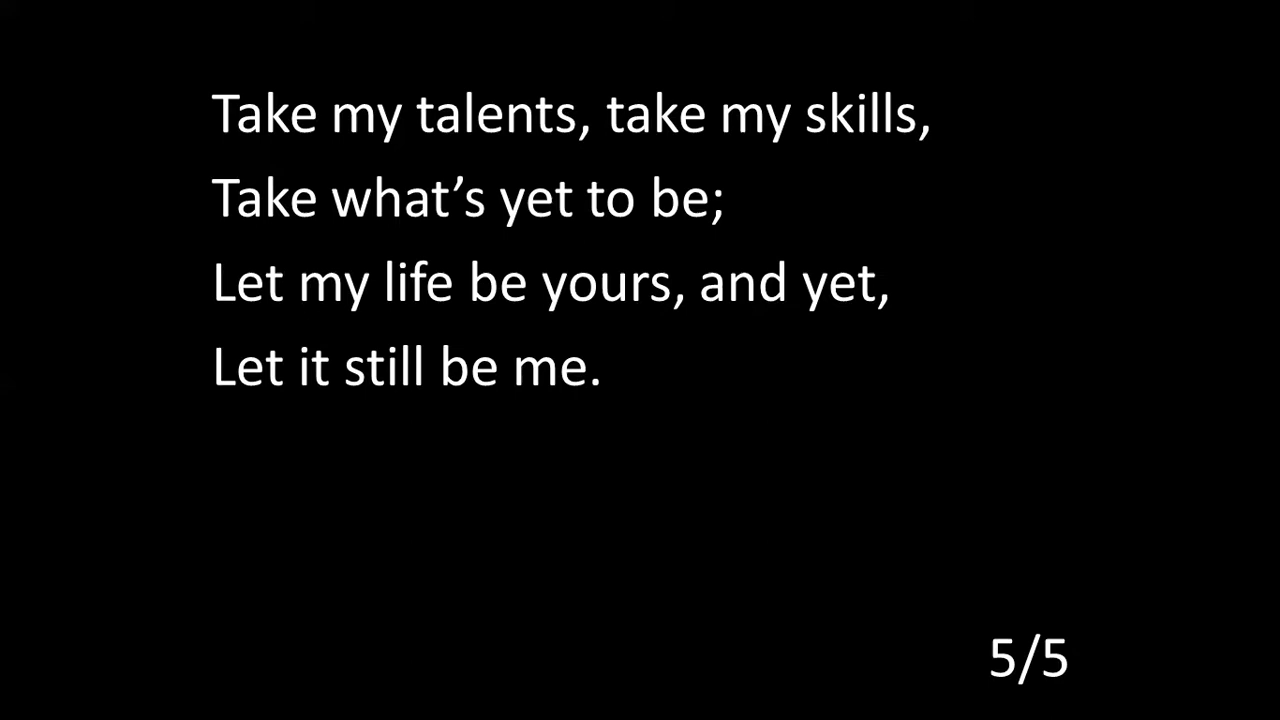 Take my talents, take my skills,
Take what’s yet to be;
Let my life be yours, and yet,
Let it still be me.
5/5